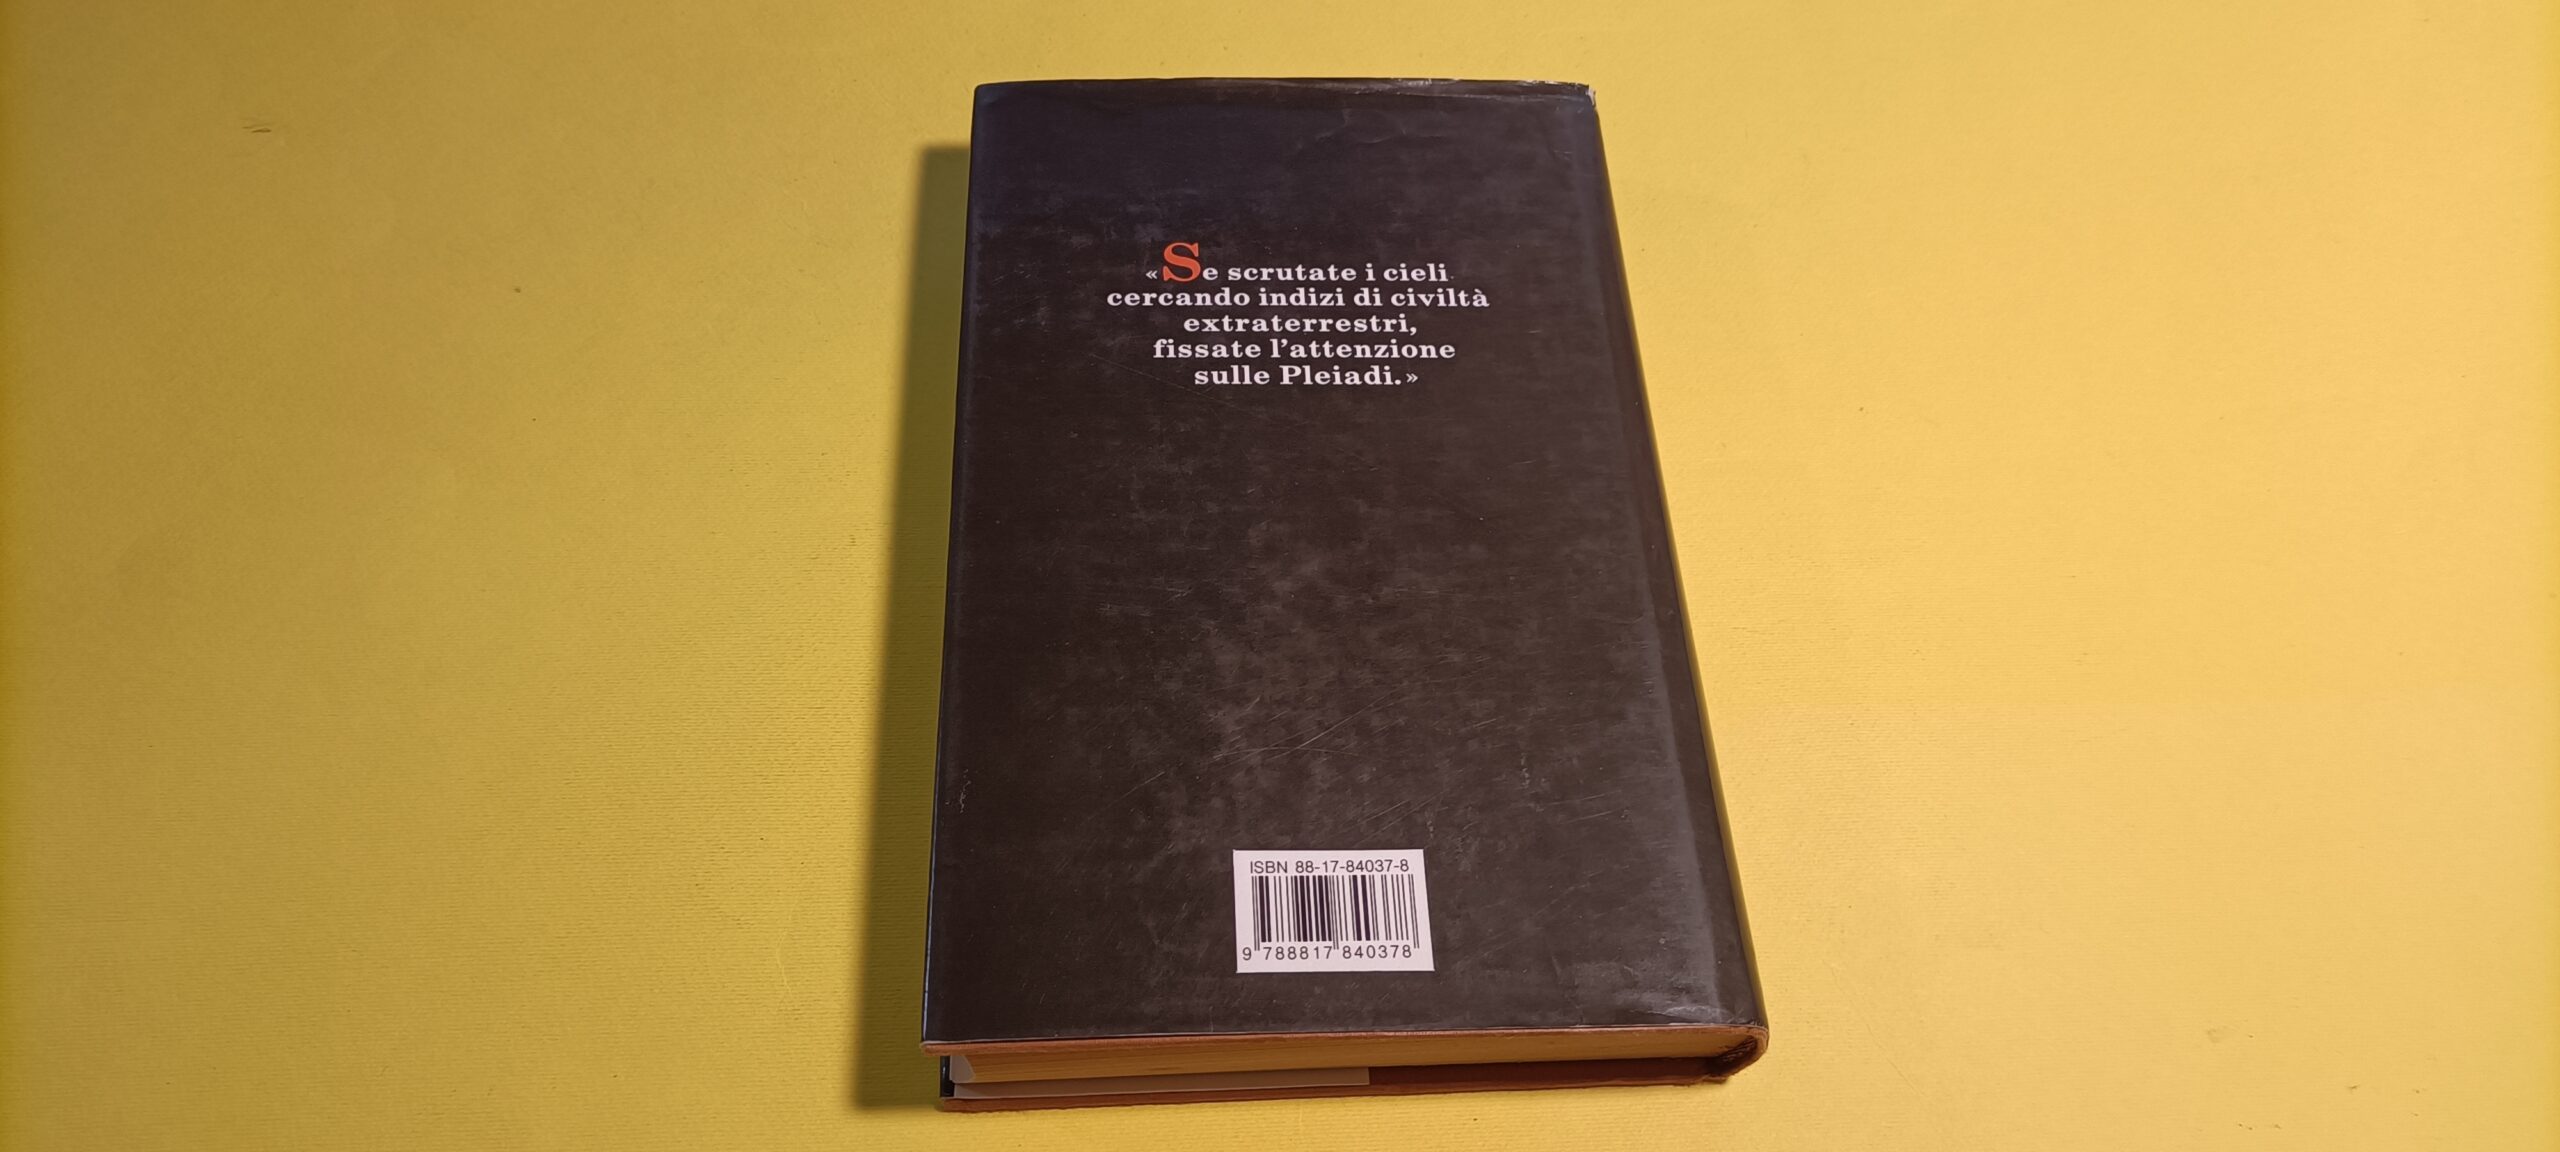 «Se scrutate i cieli
cercando indizi di civiltà
extraterrestri,
fissate l'attenzione
sulle Pleiadi.»
ISBN 88-17-84037-8
9 788817 840378